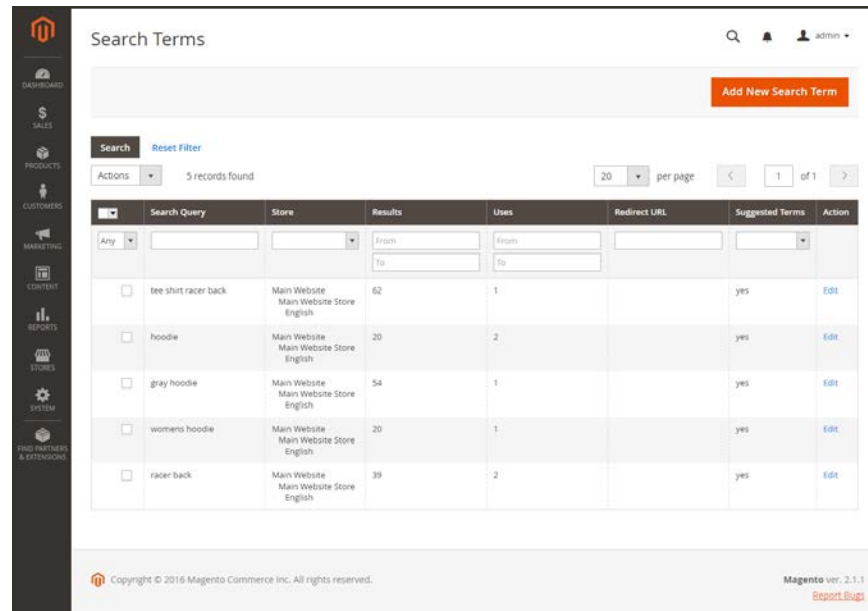 Search Terms
admin
DASHBOARD
SALES
PRODUCTS
CUSTOMERS
MARKETING
CONTENT
REPORTS
STORES
SYSTEM
FIND PARTNERS
& EXTENSIONS
Add New Search Term
Search Reset Filter
Actions 5 records found 20 per page 1 of 1
Search Query Store Results Uses Redirect URL Suggested Terms Action
Any From From
To To
tee shirt racer back Main Website 62 1 yes Edit
Main Website Store
English
hoodie Main Website 20 2 yes Edit
Main Website Store
English
gray hoodie Main Website 54 1 yes Edit
Main Website Store
English
womens hoodie Main Website 20 1 yes Edit
Main Website Store
English
racer back Main Website 39 2 yes Edit
Main Website Store
English
Copyright © 2016 Magento Commerce Inc. All rights reserved. Magento ver. 2.1.1
Report Bugs